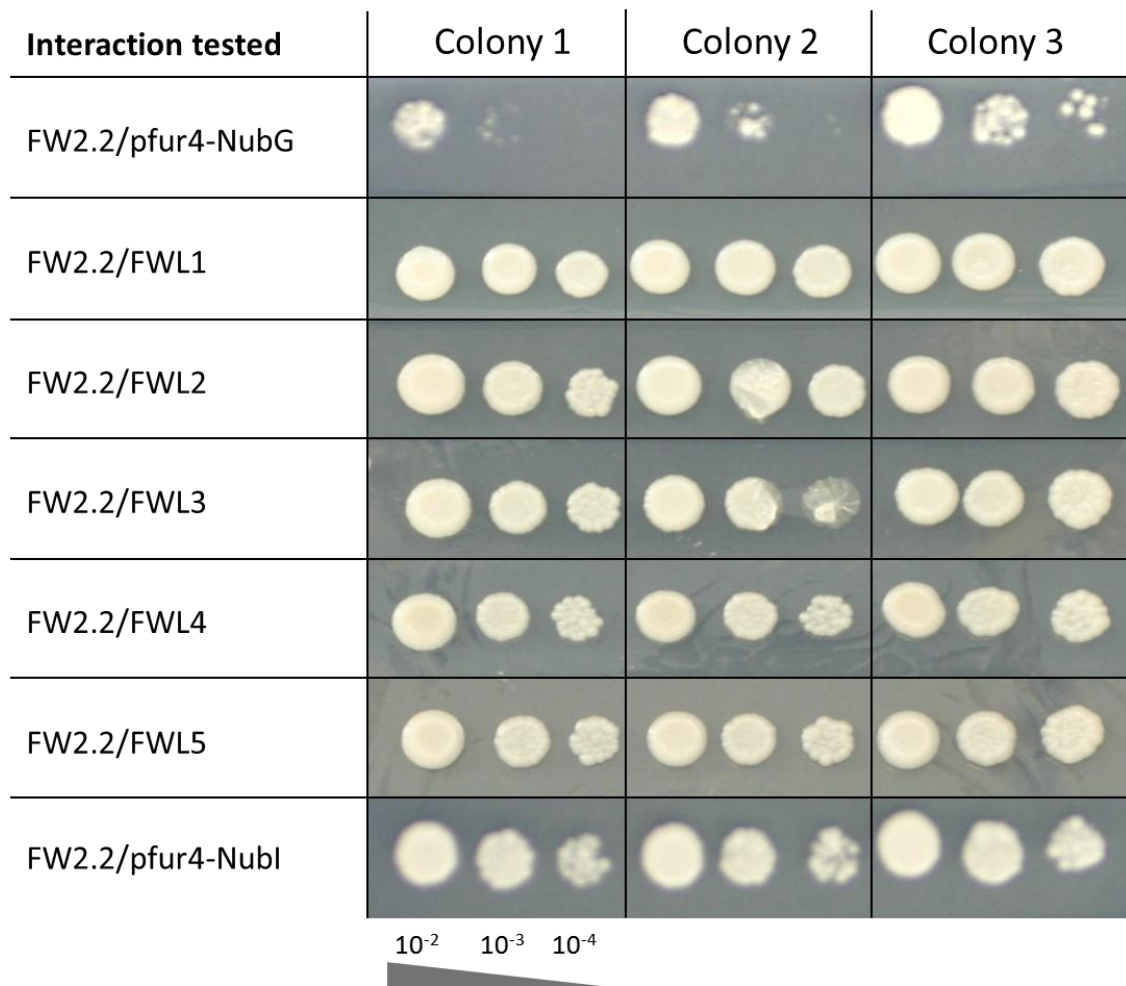 Interaction tested
Colony 1
Colony 2
Colony 3
FW2.2/pfur4-NubG
FW2.2/FWL1
FW2.2/FWL2
FW2.2/FWL3
FW2.2/FWL4
FW2.2/FWL5
FW2.2/pfur4-NubI
10⁻² 10⁻³ 10⁻⁴